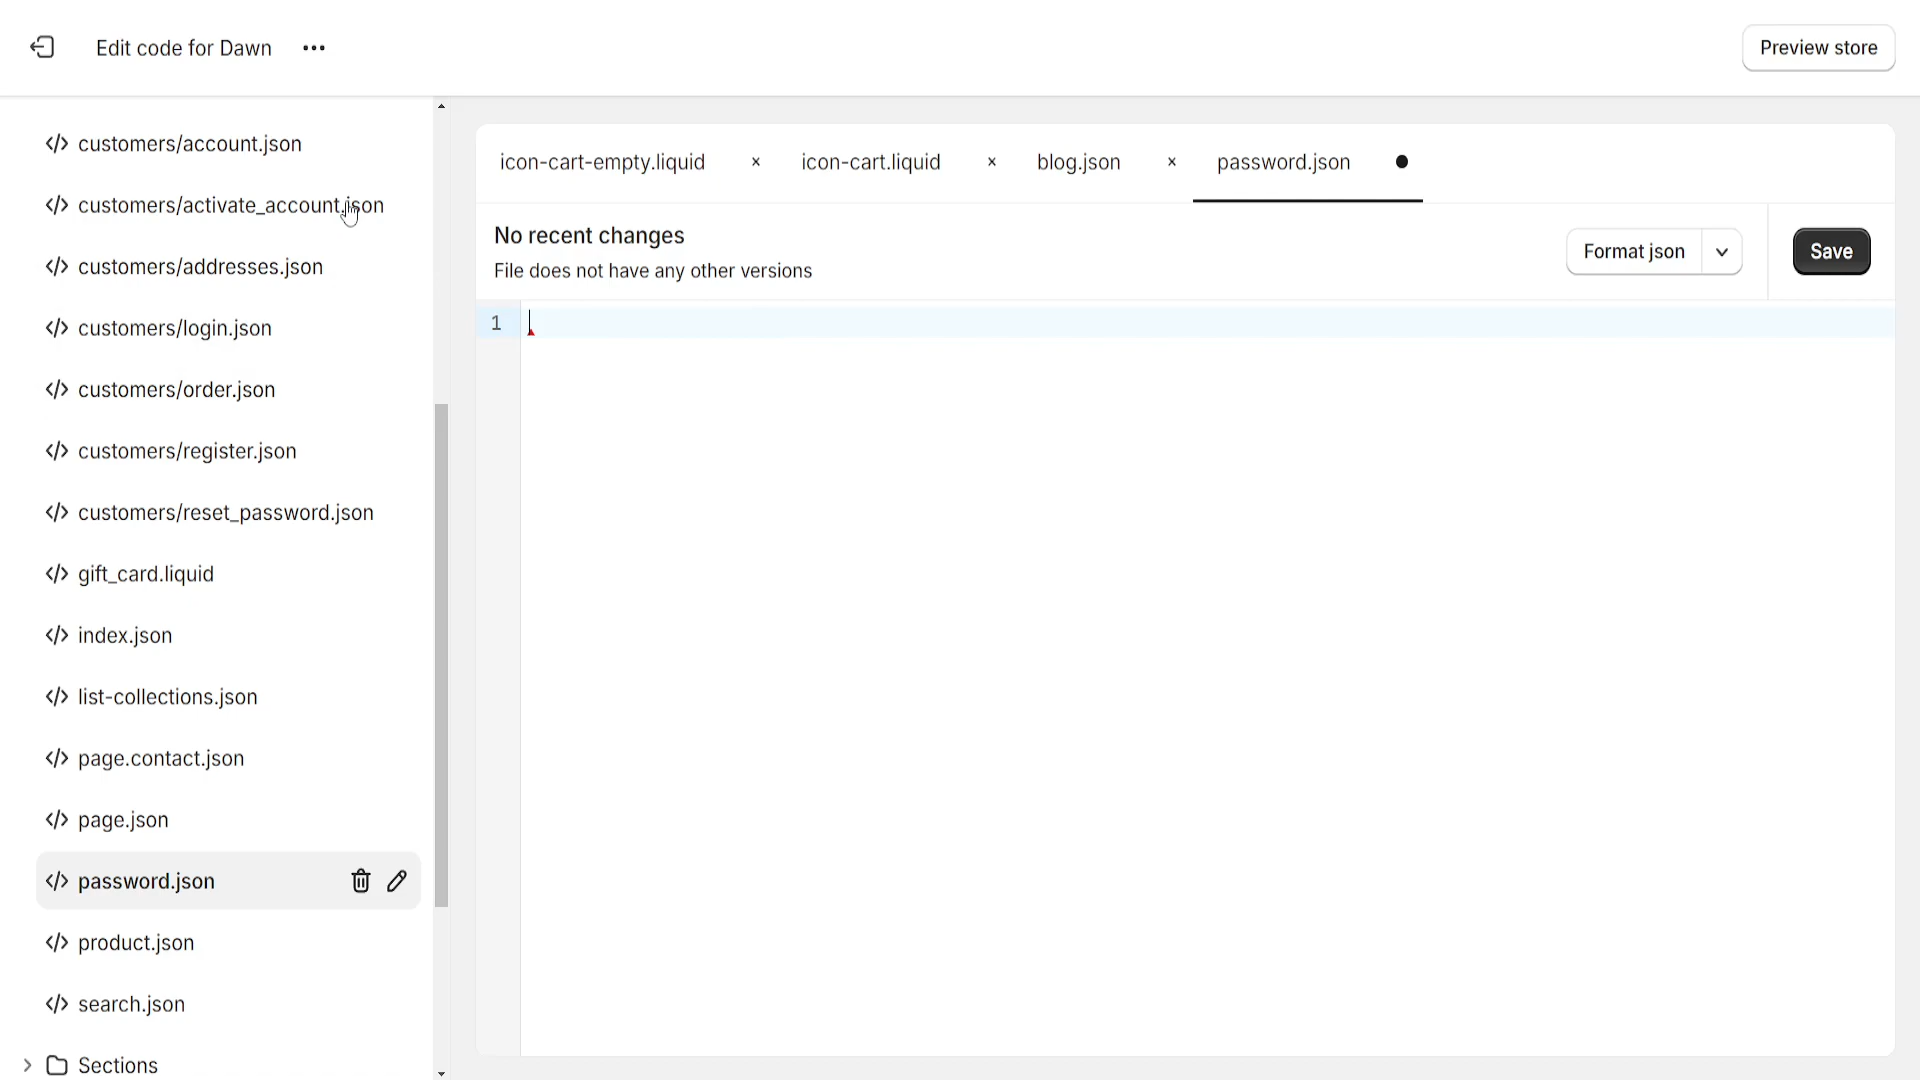 Edit code for Dawn
Preview store
customers/account.json
customers/activate_account.json
customers/addresses.json
customers/login.json
customers/order.json
customers/register.json
customers/reset_password.json
gift_card.liquid
index.json
list-collections.json
page.contact.json
page.json
password.json
product.json
search.json
Sections
icon-cart-empty.liquid
icon-cart.liquid
blog.json
password.json
No recent changes
File does not have any other versions
Format json
Save
1